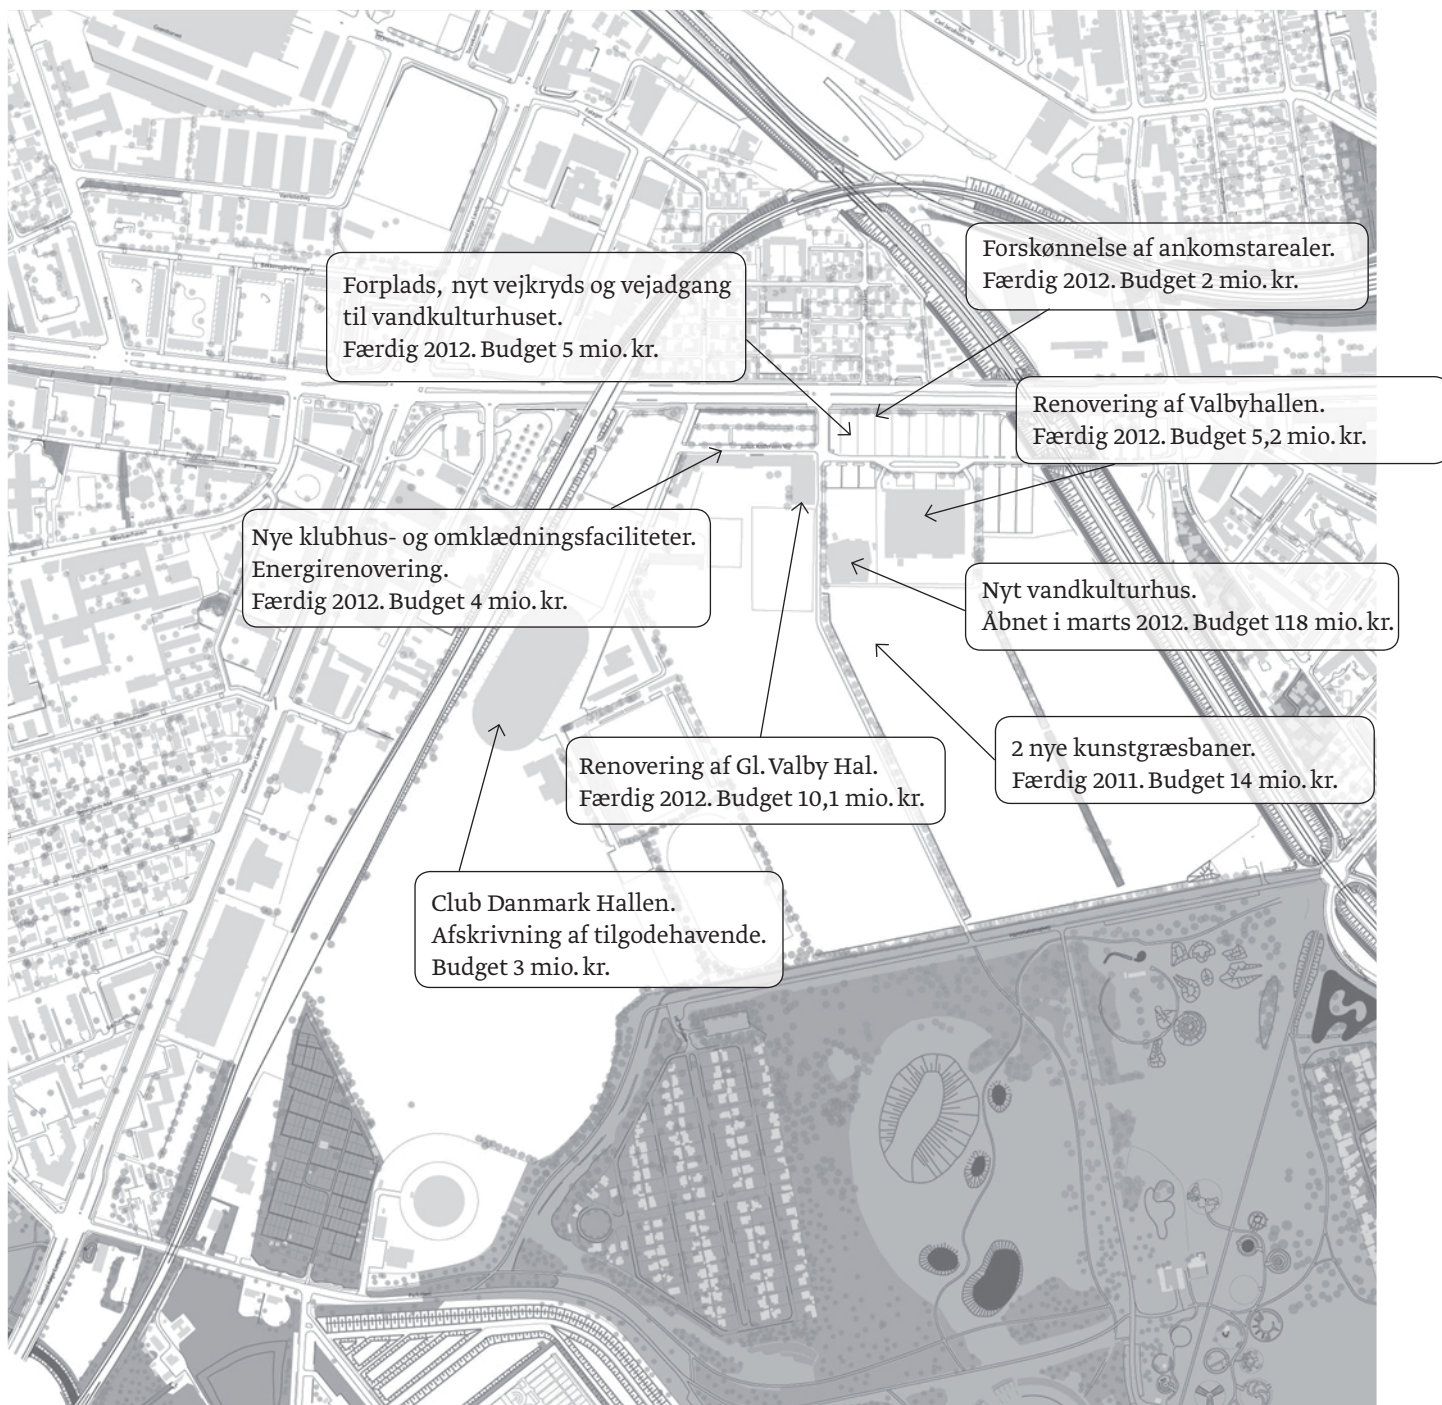 Forskønnelse af ankomstarealer.
Færdig 2012. Budget 2 mio. kr.
Forplads, nyt vejkryds og vejadgang
til vandkulturhuset.
Færdig 2012. Budget 5 mio. kr.
Renovering af Valbyhallen.
Færdig 2012. Budget 5,2 mio. kr.
Nye klubhus- og omklædningsfaciliteter.
Energirenovering.
Færdig 2012. Budget 4 mio. kr.
Nyt vandkulturhus.
Åbnet i marts 2012. Budget 118 mio. kr.
2 nye kunstgræsbaner.
Færdig 2011. Budget 14 mio. kr.
Renovering af Gl. Valby Hal.
Færdig 2012. Budget 10,1 mio. kr.
Club Danmark Hallen.
Afskrivning af tilgodehavende.
Budget 3 mio. kr.